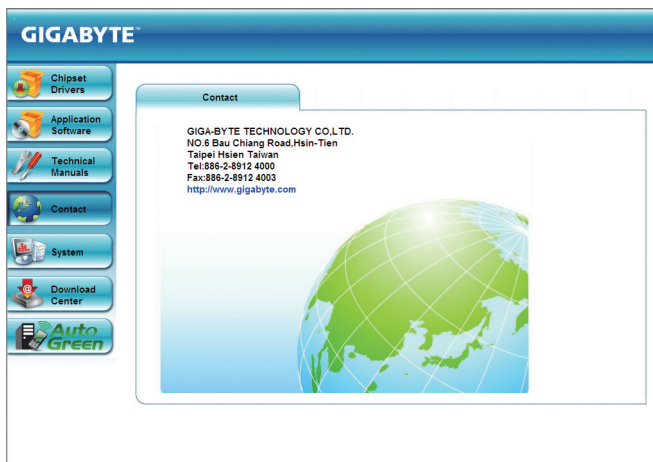 GIGABYTE™
Chipset
Drivers
Application
Software
Technical
Manuals
Contact
System
Download
Center
Auto
Green
Contact
GIGA-BYTE TECHNOLOGY CO,LTD.
NO.6 Bau Chiang Road,Hsin-Tien
Taipei Hsien Taiwan
Tel:886-2-8912 4000
Fax:886-2-8912 4003
http://www.gigabyte.com